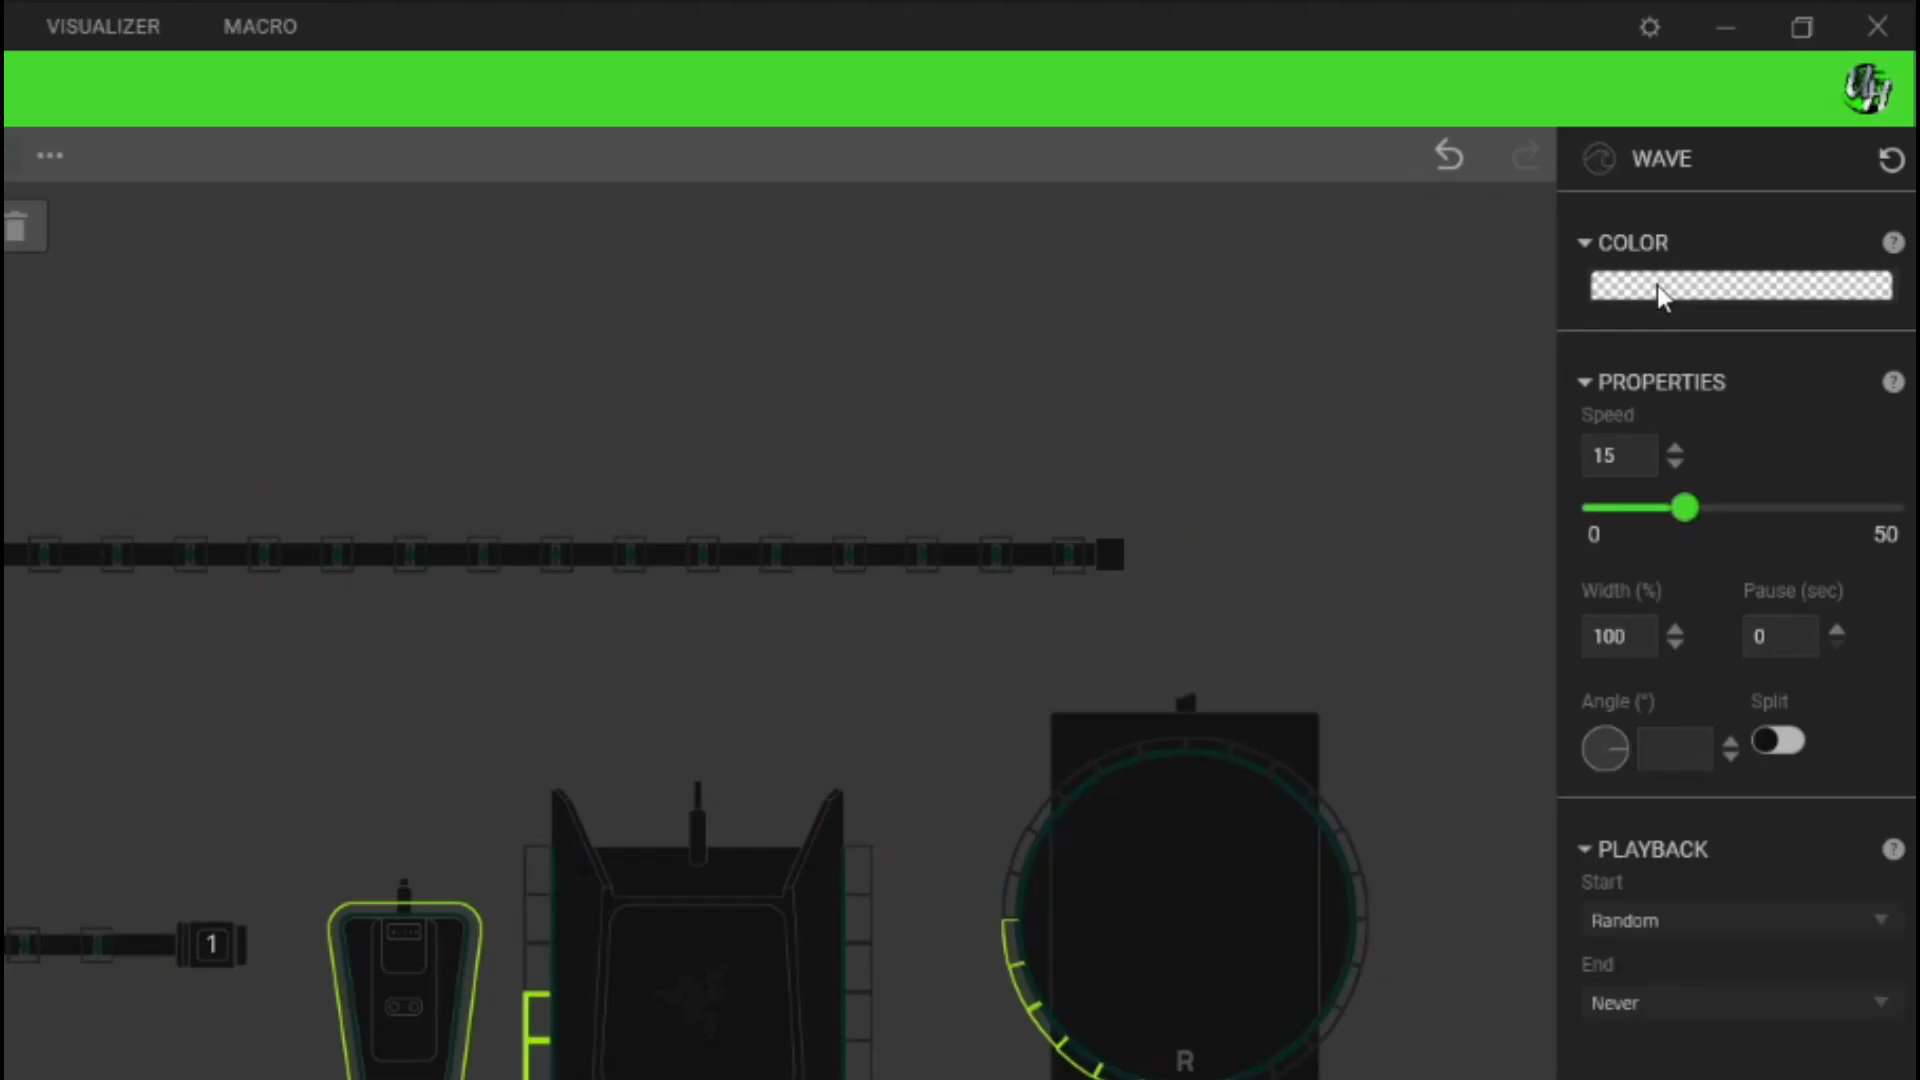 VISUALIZER MACRO
WAVE
COLOR ?
PROPERTIES ?
Speed
15
0 50
Width (%) Pause (sec)
100 0
Angle (°) Split
PLAYBACK ?
Start
Random
End
Never
1
R